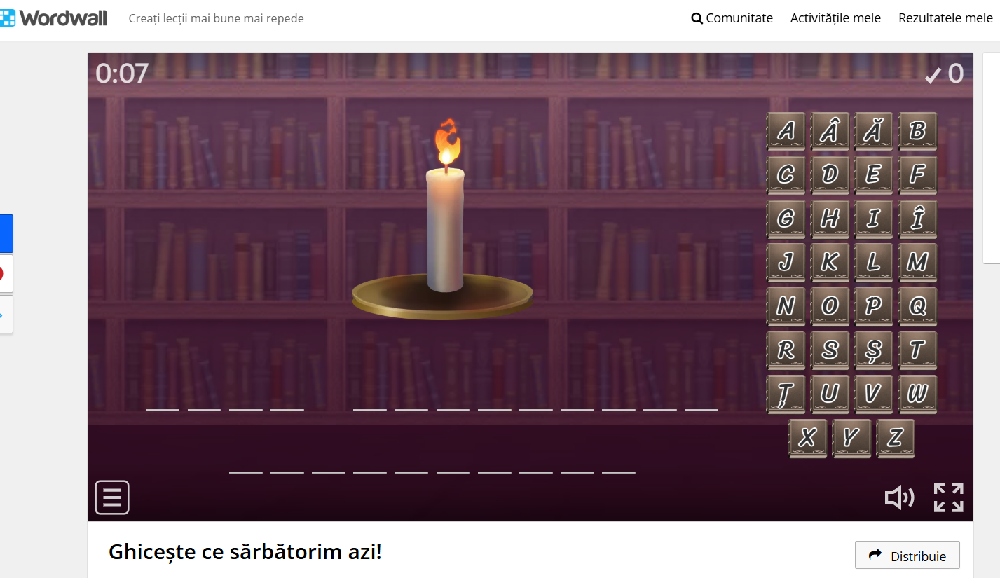 Wordwall Creați lecții mai bune mai repede Comunitate Activitățile mele Rezultatele mele
0:07 0
A Â Ă B
C D E F
G H I Î
J K L M
N O P Q
R S Ș T
Ț U V W
X Y Z
Ghicește ce sărbătorim azi!
Distribuie